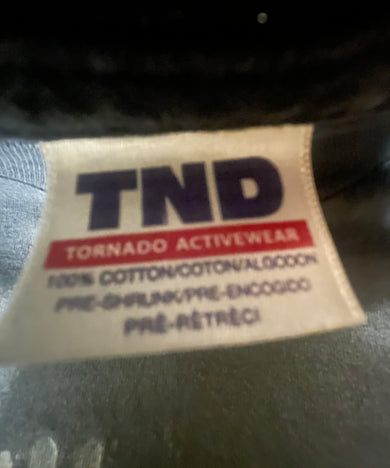 TND
TORNADO ACTIVEWEAR
100% COTTON/COTON/ALGODON
PRE-SHRUNK/PRE-ENCOGIDO
PRÉ-RÉTRÉCI